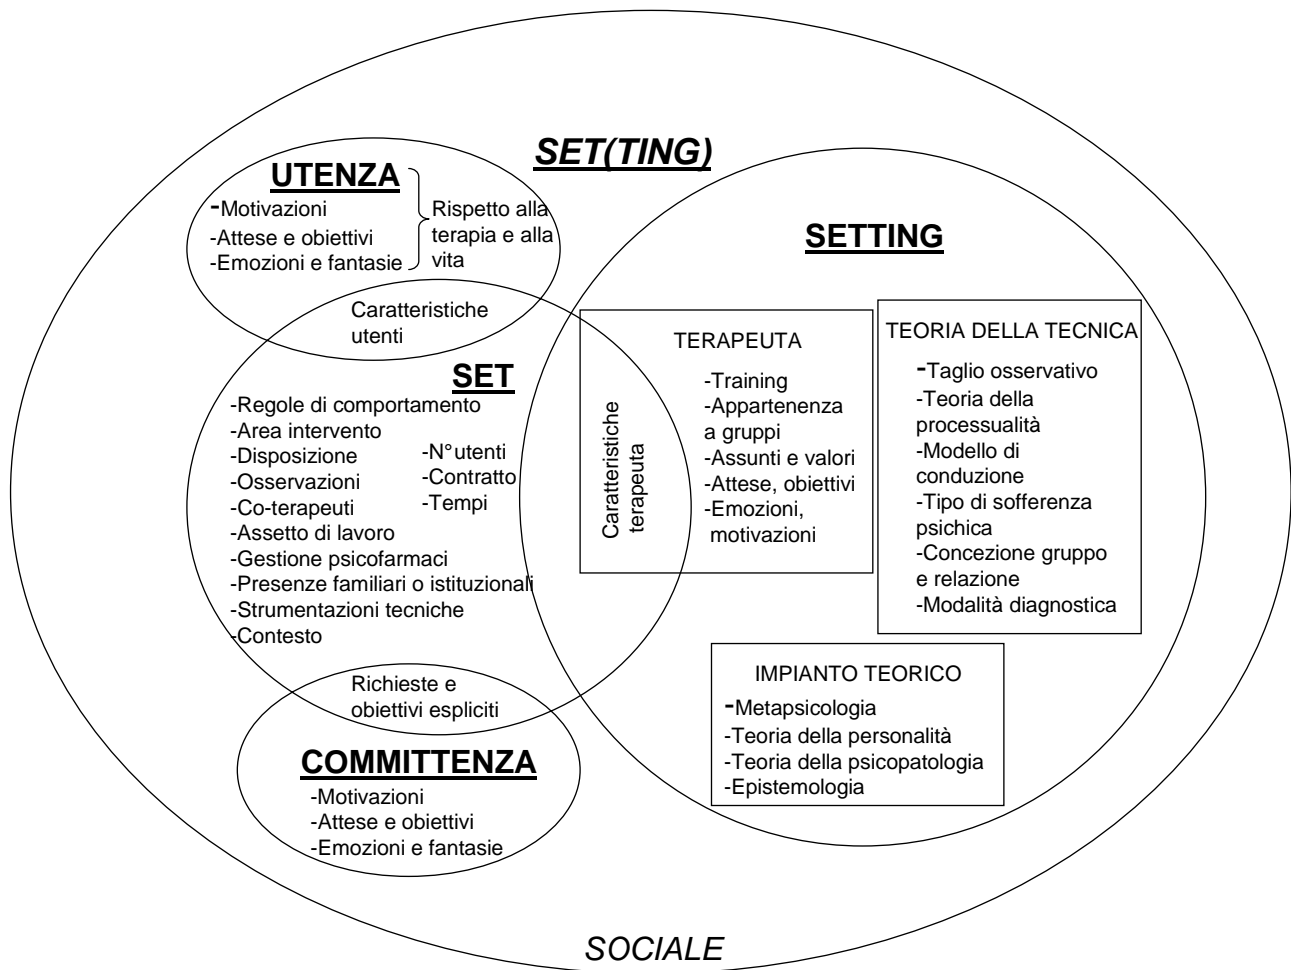 SET(TING)
UTENZA
-Motivazioni
-Attese e obiettivi
-Emozioni e fantasie
Rispetto alla
terapia e alla
vita
Caratteristiche
utenti
SET
-Regole di comportamento
-Area intervento
-Disposizione
-Osservazioni
-Co-terapeuti
-Assetto di lavoro
-Gestione psicofarmaci
-Presenze familiari o istituzionali
-Strumentazioni tecniche
-Contesto
-N° utenti
-Contratto
-Tempi
Richieste e
obiettivi espliciti
COMMITTENZA
-Motivazioni
-Attese e obiettivi
-Emozioni e fantasie
SETTING
Caratteristiche
terapeuta
TERAPEUTA
-Training
-Appartenenza
a gruppi
-Assunti e valori
-Attese, obiettivi
-Emozioni,
motivazioni
TEORIA DELLA TECNICA
-Taglio osservativo
-Teoria della
processualità
-Modello di
conduzione
-Tipo di sofferenza
psichica
-Concezione gruppo
e relazione
-Modalità diagnostica
IMPIANTO TEORICO
-Metapsicologia
-Teoria della personalità
-Teoria della psicopatologia
-Epistemologia
SOCIALE